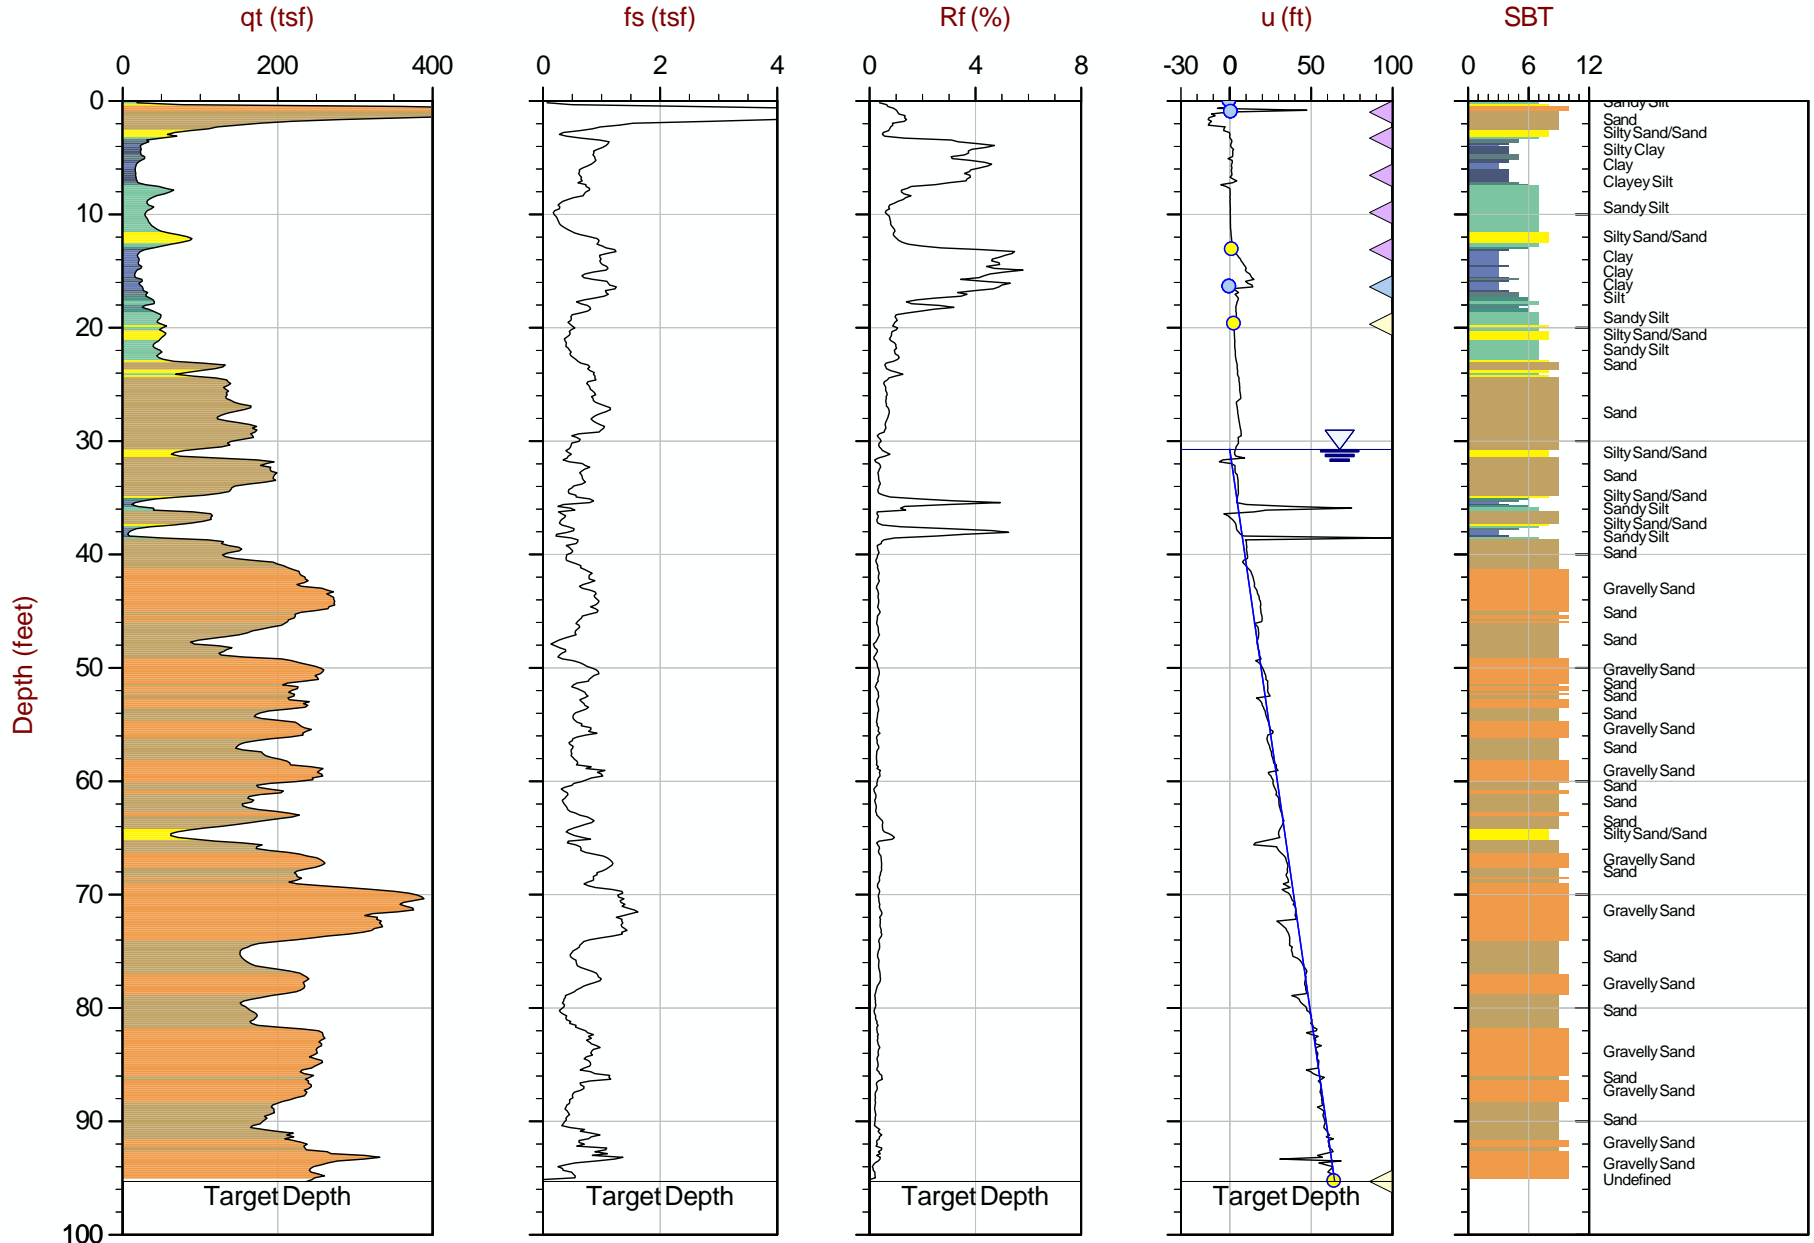 qt (tsf) fs (tsf) Rf (%) u (ft) SBT
0 200 400 0 2 4 0 4 8 -30 0 50 100 0 6 12
0
10
20
30
40
50
60
70
80
90
100
Depth (feet)
Sandy Silt
Sand
Silty Sand/Sand
Silty Clay
Clay
Clayey Silt
Sandy Silt
Silty Sand/Sand
Clay
Clay
Clay
Silt
Sandy Silt
Silty Sand/Sand
Sandy Silt
Sand
Sand
Silty Sand/Sand
Sand
Silty Sand/Sand
Sandy Silt
Silty Sand/Sand
Sandy Silt
Sand
Gravelly Sand
Sand
Sand
Gravelly Sand
Sand
Sand
Sand
Gravelly Sand
Sand
Gravelly Sand
Sand
Sand
Sand
Silty Sand/Sand
Gravelly Sand
Sand
Gravelly Sand
Sand
Gravelly Sand
Sand
Gravelly Sand
Sand
Gravelly Sand
Sand
Gravelly Sand
Gravelly Sand
Undefined
Target Depth Target Depth Target Depth Target Depth